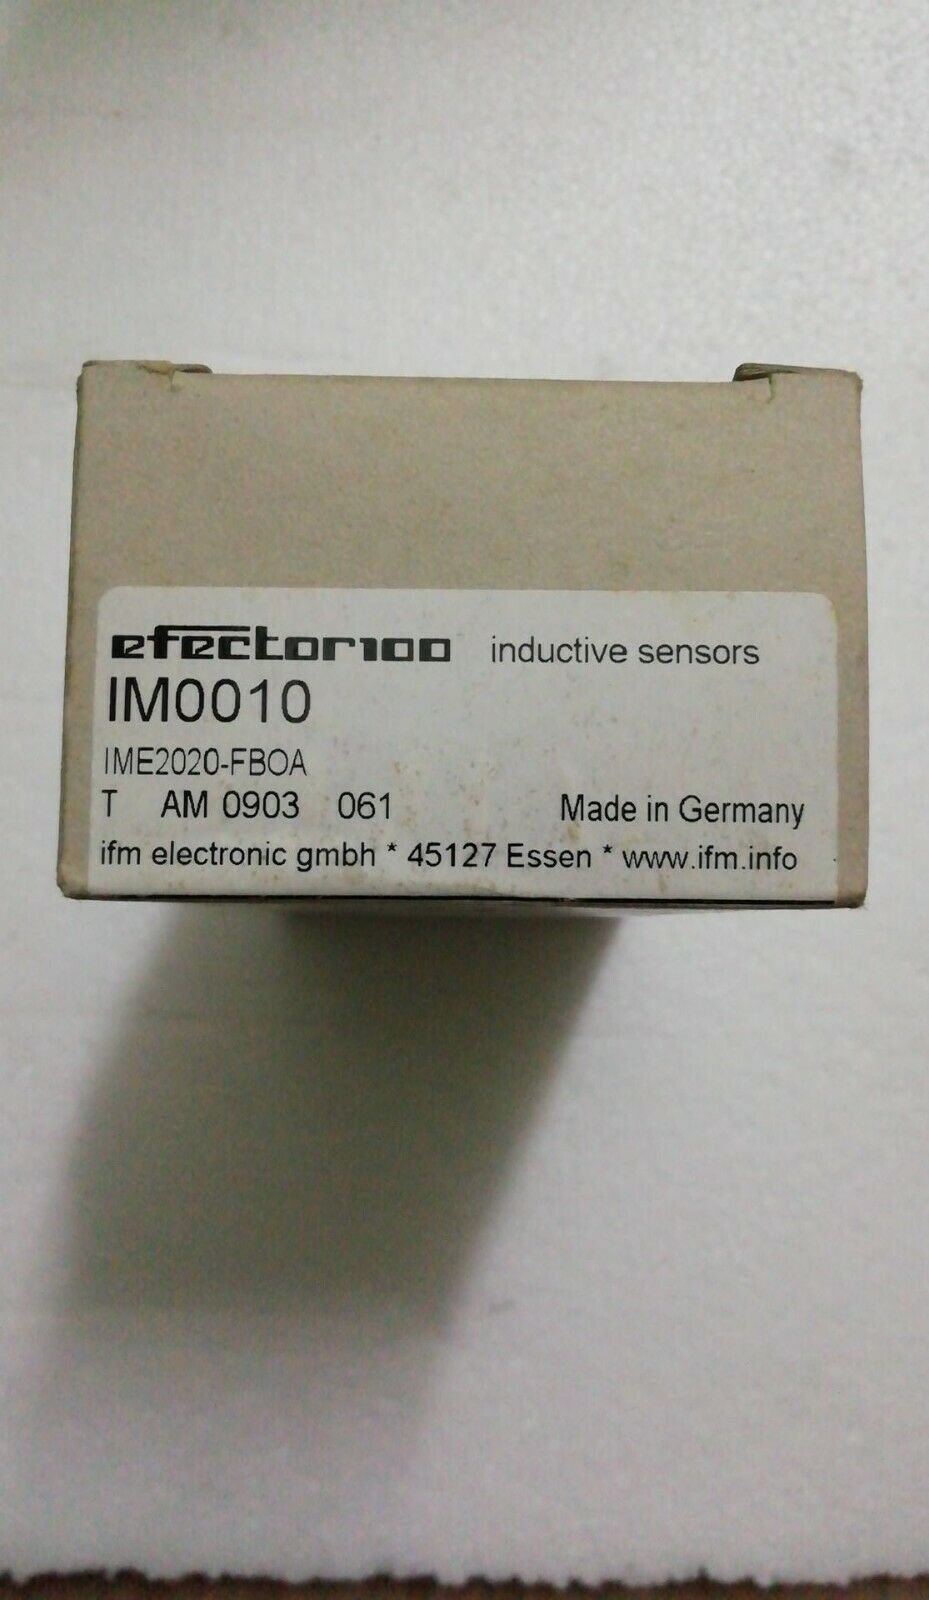 efector100 inductive sensors
IM0010
IME2020-FBOA
T AM 0903 061 Made in Germany
ifm electronic gmbh * 45127 Essen * www.ifm.info